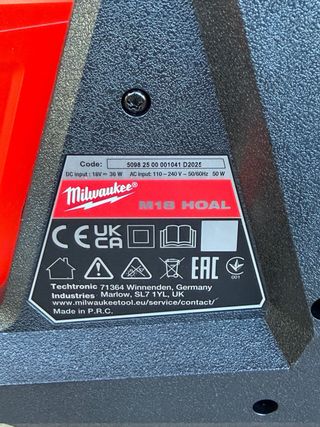 Code: 5098 25 00 001041 D2025
DC input: 18V ⎓ 36 W AC input: 110 - 240 V - 50/60Hz 50 W
Milwaukee®
M18 HOAL
CE UK CA
EAC
001
Techtronic 71364 Winnenden, Germany
Industries Marlow, SL7 1YL, UK
www.milwaukeetool.eu/service/contact/
Made in P.R.C.